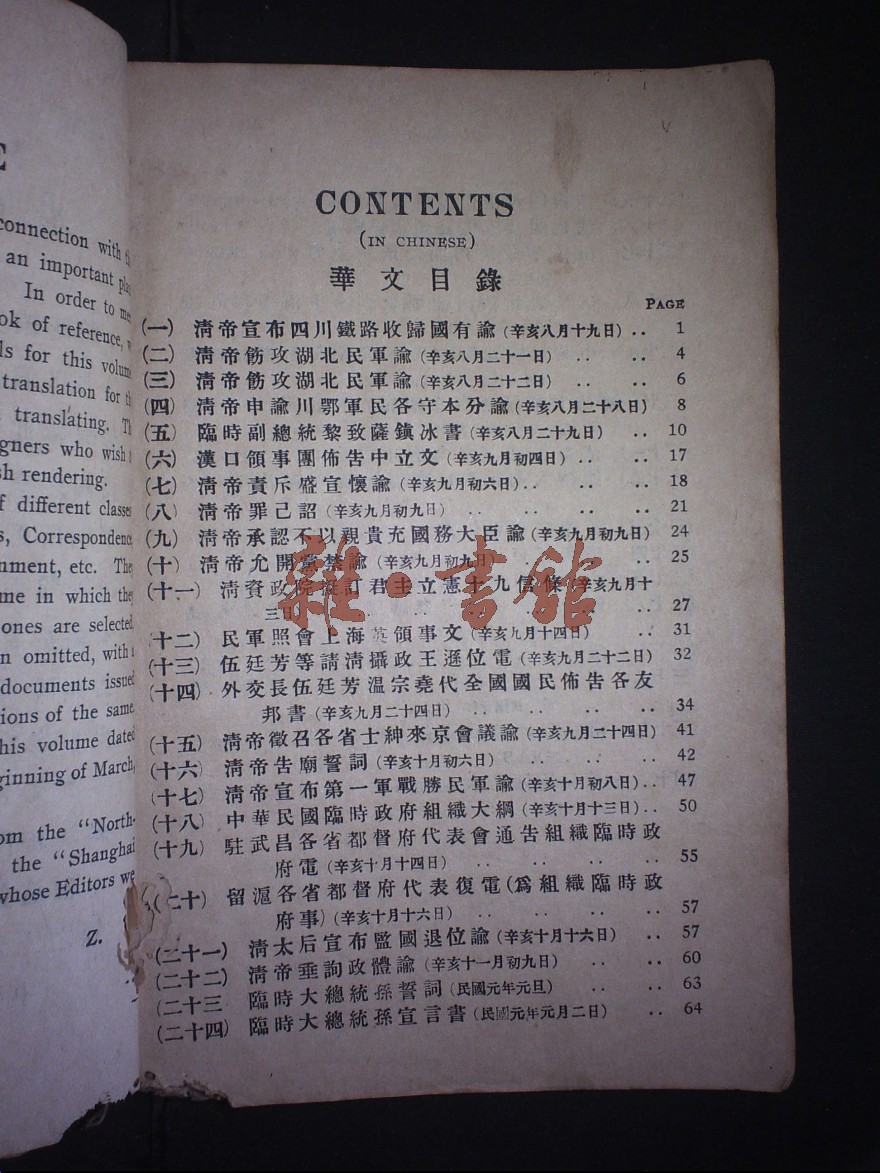 E
connection with
an important
In order to
ok of reference,
ls for this volume
translation for
translating.
igners who wish
sh rendering.
f different classes
s, Correspondence
nment, etc. They
me in which they
ones are selected
n omitted, with a
documents issued
ions of the same
his volume dated
ginning of March,
om the "North-
the "Shanghai
whose Editors we
Z.
CONTENTS
(IN CHINESE)
華文目錄
PAGE
(一) 淸帝宣布四川鐵路收歸國有諭(辛亥八月十九日) .. 1
(二) 淸帝飭攻湖北民軍諭(辛亥八月二十一日) .. .. 4
(三) 淸帝飭攻湖北民軍諭(辛亥八月二十二日) .. .. 6
(四) 淸帝申諭川鄂軍民各守本分諭(辛亥八月二十八日) 8
(五) 臨時副總統黎致薩鎮冰書(辛亥八月二十九日) .. 10
(六) 漢口領事團佈告中立文(辛亥九月初四日) .. .. 17
(七) 淸帝責斥盛宣懷諭(辛亥九月初六日) .. .. .. 18
(八) 淸帝罪己詔(辛亥九月初九日) .. .. .. 21
(九) 淸帝承認不以親貴充國務大臣諭(辛亥九月初九日) 24
(十) 淸帝允開黨禁諭(辛亥九月初九日) .. .. 25
(十一) 淸資政院擬訂君主立憲十九信條(辛亥九月十
三日) .. .. .. .. .. 27
(十二) 民軍照會上海英領事文(辛亥九月十四日) .. 31
(十三) 伍廷芳等請淸攝政王遜位電(辛亥九月二十二日) 32
(十四) 外交長伍廷芳溫宗堯代全國國民佈告各友
邦書(辛亥九月二十四日) .. .. .. .. 34
(十五) 淸帝徵召各省士紳來京會議諭(辛亥九月二十四日) 41
(十六) 淸帝告廟誓詞(辛亥十月初六日) .. .. .. 42
(十七) 淸帝宣布第一軍戰勝民軍諭(辛亥十月初八日) .. 47
(十八) 中華民國臨時政府組織大綱(辛亥十月十三日) .. 50
(十九) 駐武昌各省都督府代表會通告組織臨時政
府電(辛亥十月十四日) .. .. .. .. 55
(二十) 留滬各省都督府代表復電(爲組織臨時政
府事)(辛亥十月十六日) .. .. .. .. 57
(二十一) 淸太后宣布監國退位諭(辛亥十月十六日) .. 57
(二十二) 淸帝垂詢政體諭(辛亥十一月初九日) .. .. 60
(二十三 臨時大總統孫誓詞(民國元年元旦) .. .. 63
(二十四) 臨時大總統孫宣言書(民國元年元月二日) .. 64
雜·書館